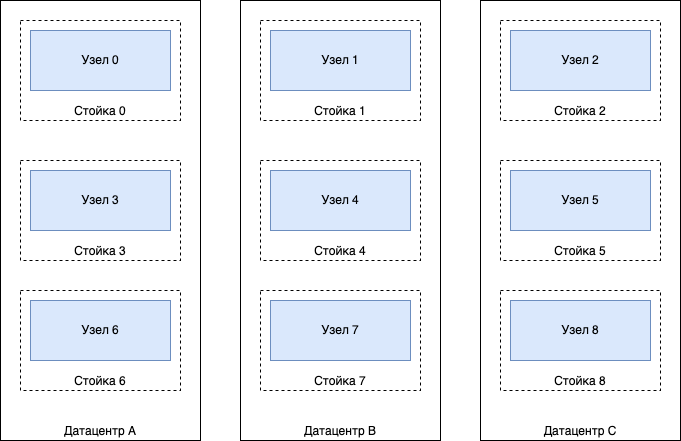 Узел 0
Стойка 0
Узел 3
Стойка 3
Узел 6
Стойка 6
Датацентр A
Узел 1
Стойка 1
Узел 4
Стойка 4
Узел 7
Стойка 7
Датацентр B
Узел 2
Стойка 2
Узел 5
Стойка 5
Узел 8
Стойка 8
Датацентр C